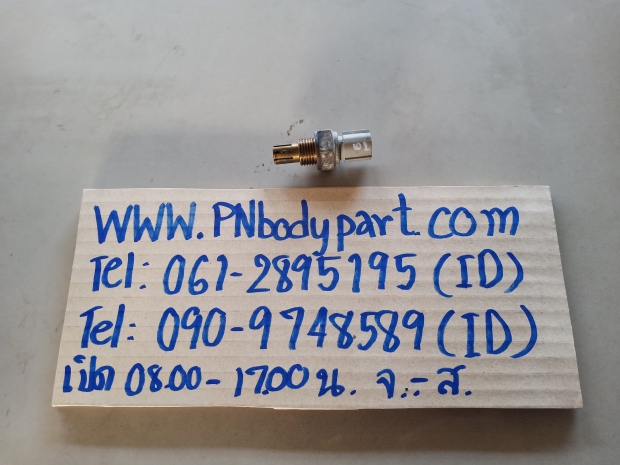 WWW.PNbodypart.com
Tel: 061-2895195 (ID)
Tel: 090-9748589 (ID)
เปิด 08.00-17.00 น. จ.-ส.